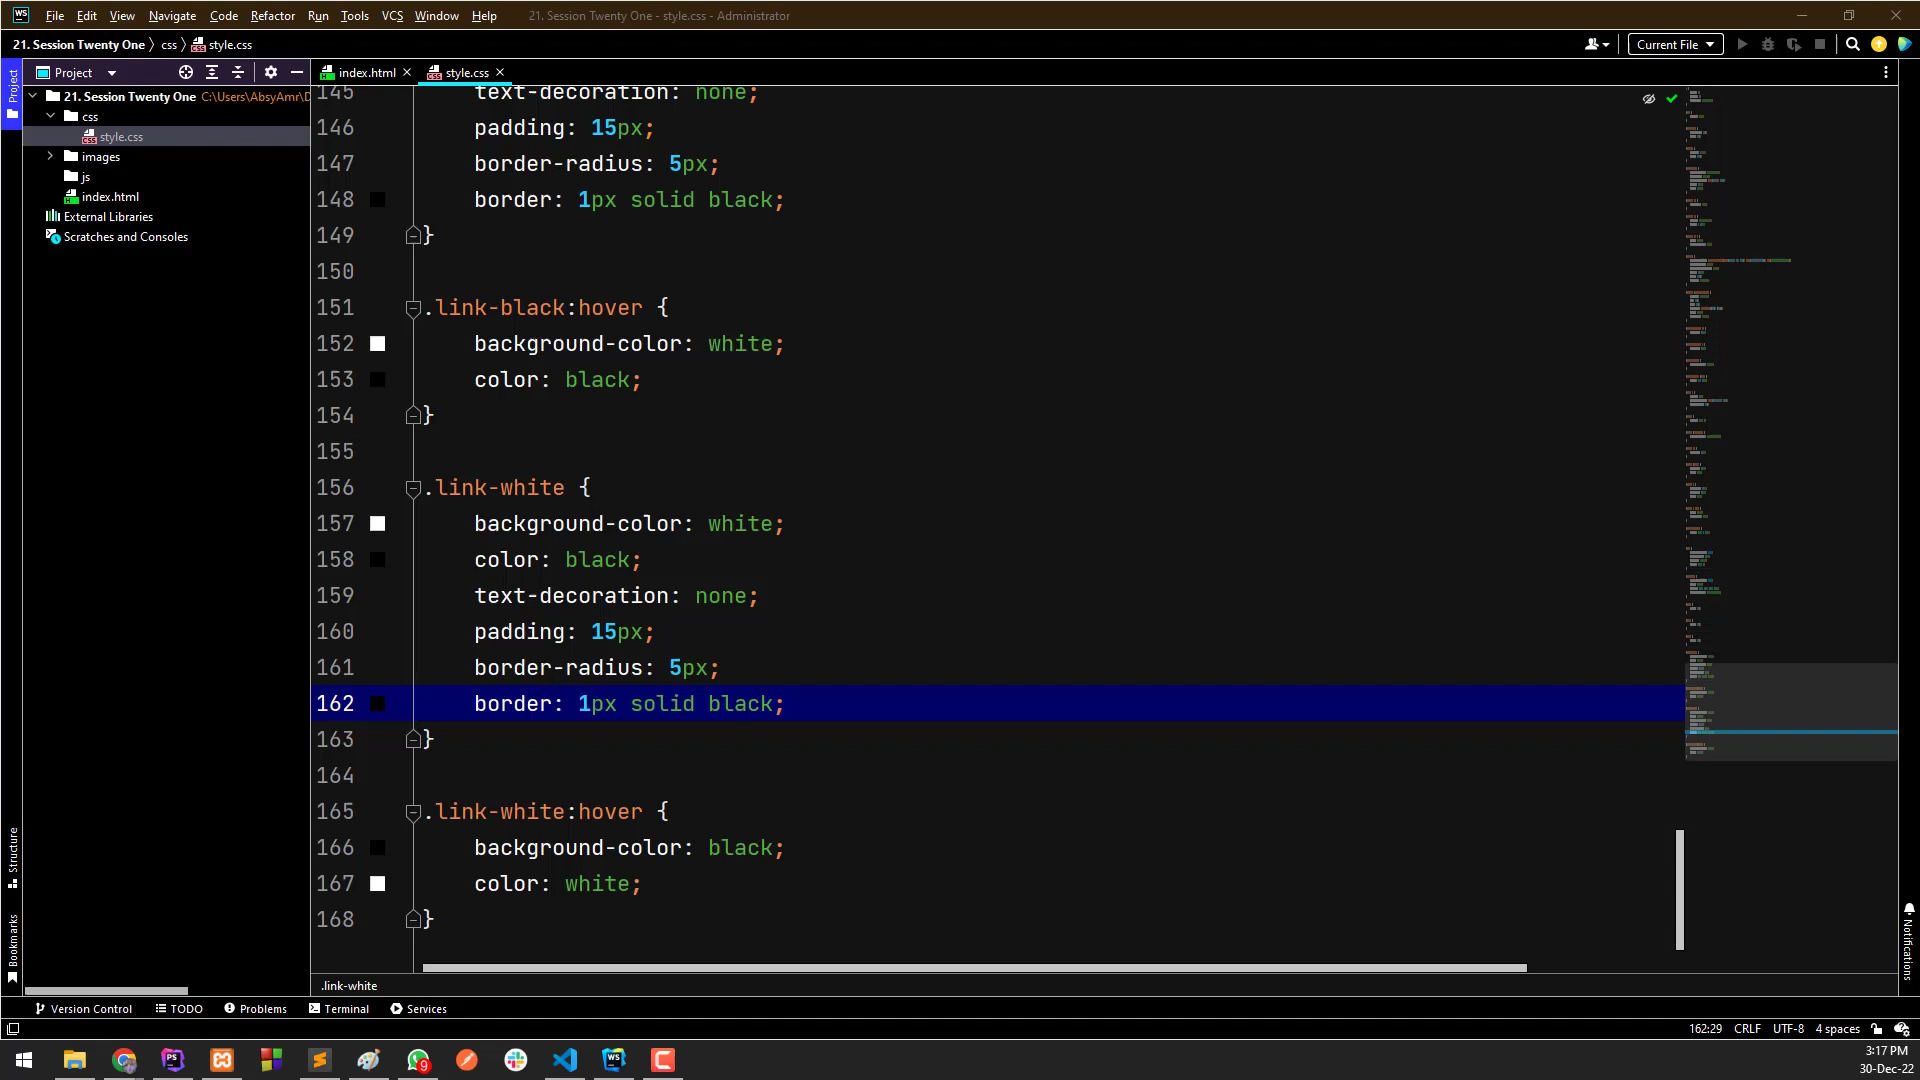 WS File Edit View Navigate Code Refactor Run Tools VCS Window Help 21. Session Twenty One - style.css - Administrator
21. Session Twenty One css style.css
Current File
Project
index.html
style.css
Project
21. Session Twenty One C:\Users\AbsyAmr\D
css
style.css
images
js
index.html
External Libraries
Scratches and Consoles
145 text-decoration: none;
146 padding: 15px;
147 border-radius: 5px;
148 border: 1px solid black;
149 }
150
151 .link-black:hover {
152 background-color: white;
153 color: black;
154 }
155
156 .link-white {
157 background-color: white;
158 color: black;
159 text-decoration: none;
160 padding: 15px;
161 border-radius: 5px;
162 border: 1px solid black;
163 }
164
165 .link-white:hover {
166 background-color: black;
167 color: white;
168 }
Structure
Bookmarks
Notifications
.link-white
Version Control TODO Problems Terminal Services
162:29 CRLF UTF-8 4 spaces
PS
9
WS
3:17 PM
30-Dec-22